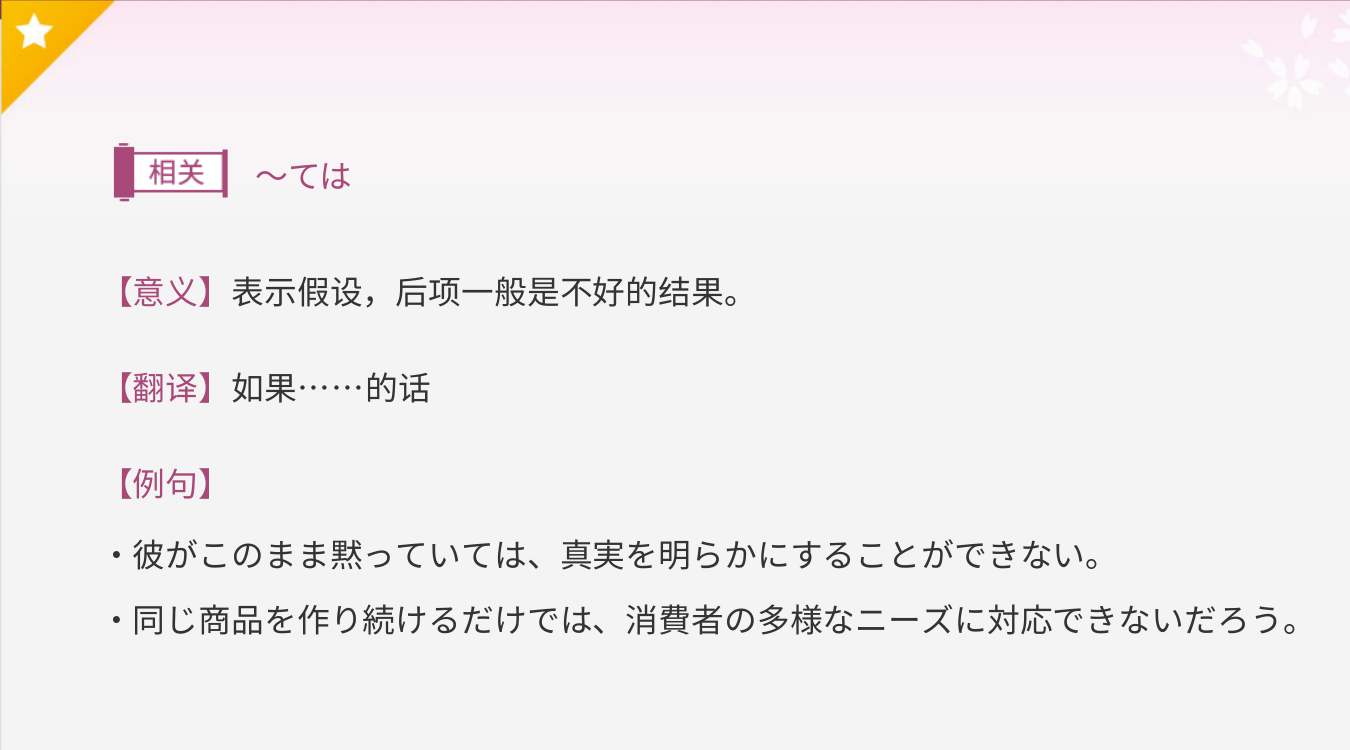 相关 ～ては
【意义】表示假设，后项一般是不好的结果。
【翻译】如果……的话
【例句】
・彼がこのまま黙っていては、真実を明らかにすることができない。
・同じ商品を作り続けるだけでは、消費者の多様なニーズに対応できないだろう。